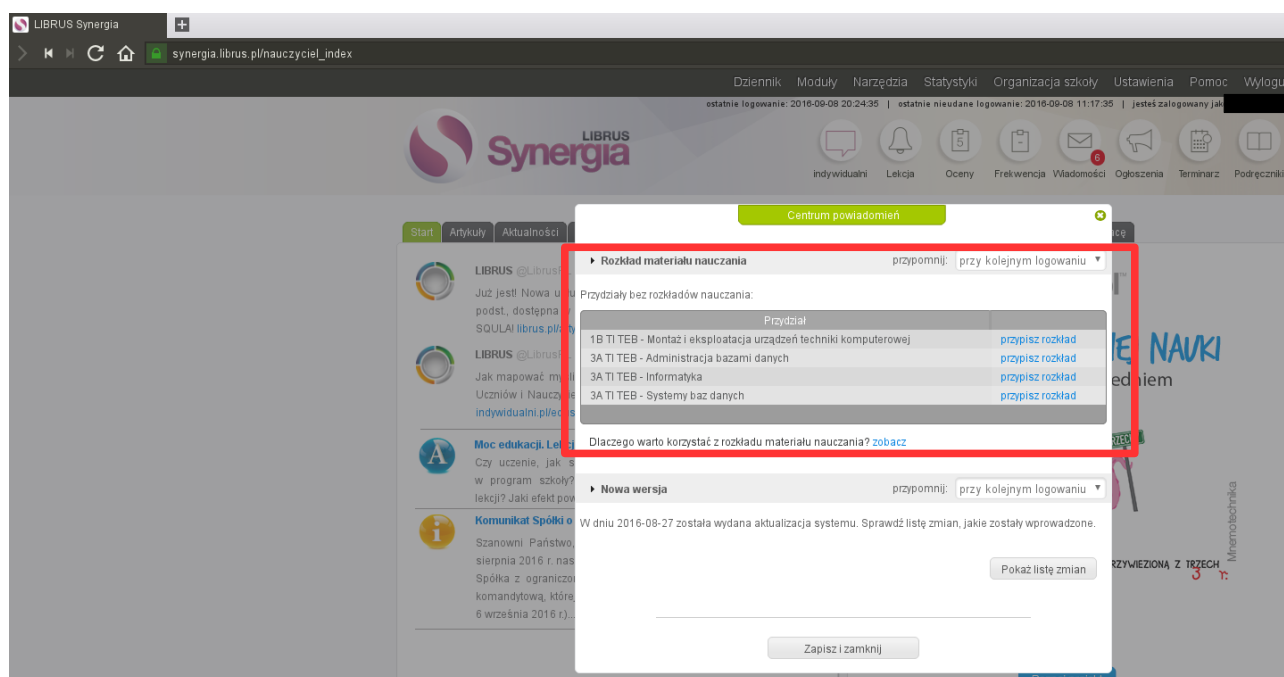 LIBRUS Synergia
synergia.librus.pl/nauczyciel_index
Dziennik Moduły Narzędzia Statystyki Organizacja szkoły Ustawienia Pomoc Wylogu
ostatnie logowanie: 2016-09-08 20:24:35 | ostatnie nieudane logowanie: 2016-09-08 11:17:35 | jesteś zalogowany jak
LIBRUS
Synergia
5
6
indywidualni Lekcja Oceny Frekwencja Wiadomości Ogłoszenia Terminarz Podręczniki
Centrum powiadomień
Start Artykuły Aktualności
Rozkład materiału nauczania przypomnij: przy kolejnym logowaniu
LIBRUS
Już jest! Nowa
Przydziały bez rozkładów nauczania:
podst., dostępna
SQULA! librus.pl/
Przydział
1B TI TEB - Montaż i eksploatacja urządzeń techniki komputerowej przypisz rozkład
3A TI TEB - Administracja bazami danych przypisz rozkład
3A TI TEB - Informatyka przypisz rozkład
3A TI TEB - Systemy baz danych przypisz rozkład
LIBRUS
Jak mapować
Uczniów i
indywidualni.pl/
NAUKI
Dlaczego warto korzystać z rozkładu materiału nauczania? zobacz
Moc edukacji.
Czy uczenie, jak
w program szkoły?
lekcji? Jaki efekt
Nowa wersja przypomnij: przy kolejnym logowaniu
W dniu 2016-08-27 została wydana aktualizacja systemu. Sprawdź listę zmian, jakie zostały wprowadzone.
Komunikat Spółki
Szanowni Państwo,
sierpnia 2016 r.
Spółka z
komandytową,
6 września 2016 r.)...
Mnemotechnika
Pokaż listę zmian
Z TRZECH
3 r.
Zapisz i zamknij